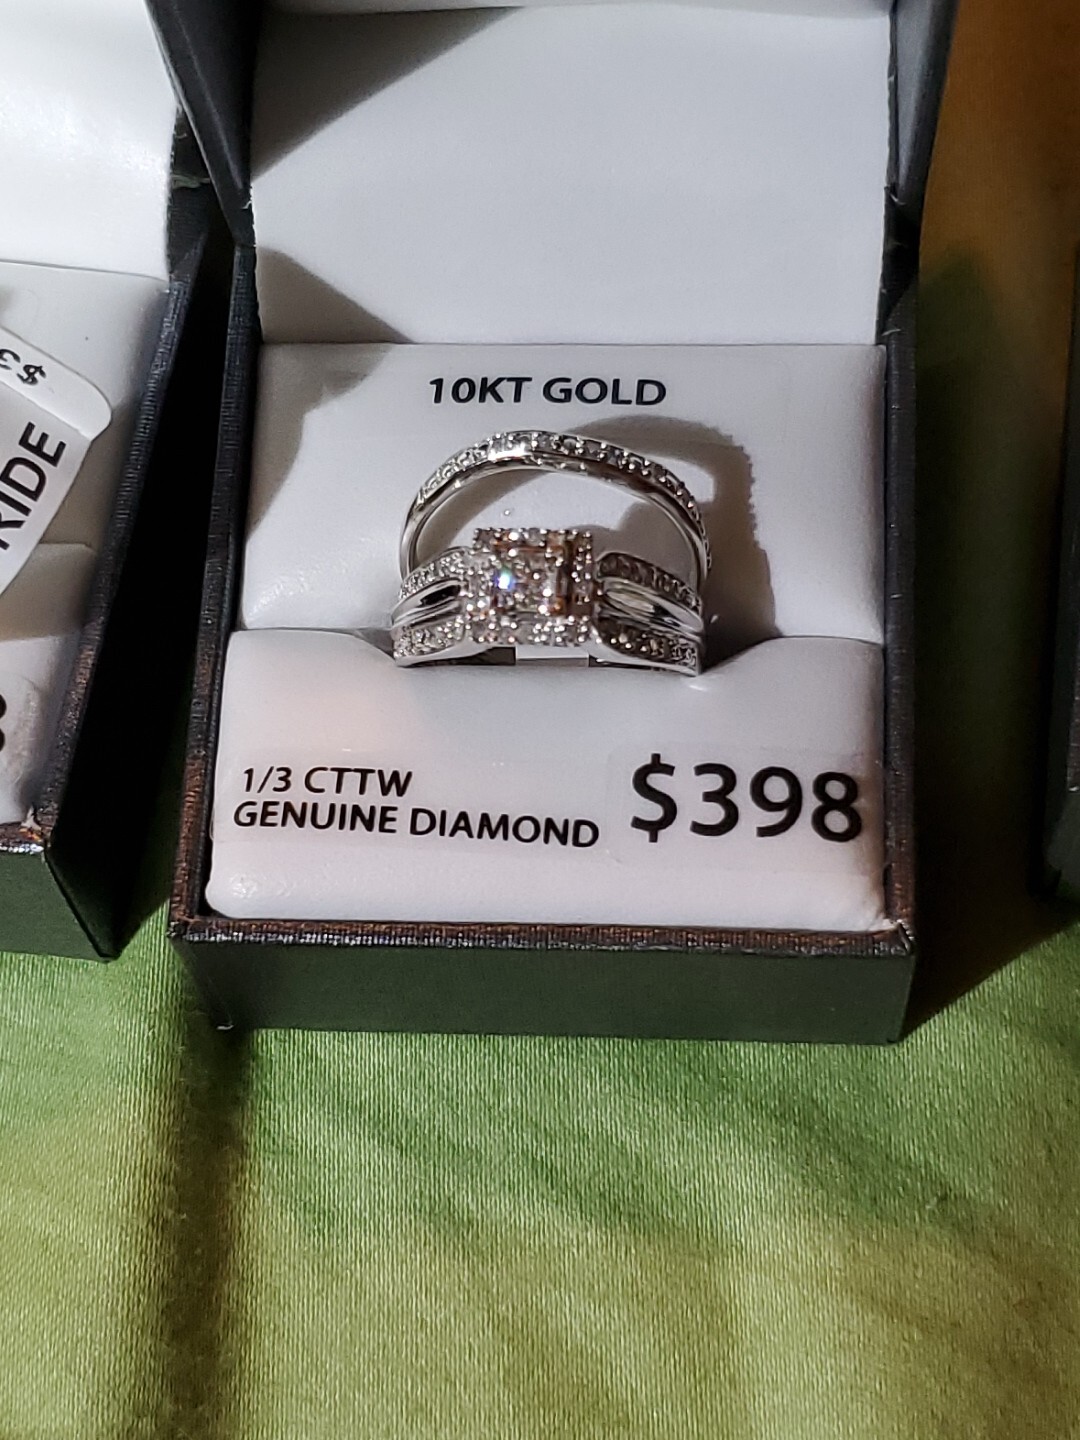 10KT GOLD
1/3 CTTW
GENUINE DIAMOND
$398